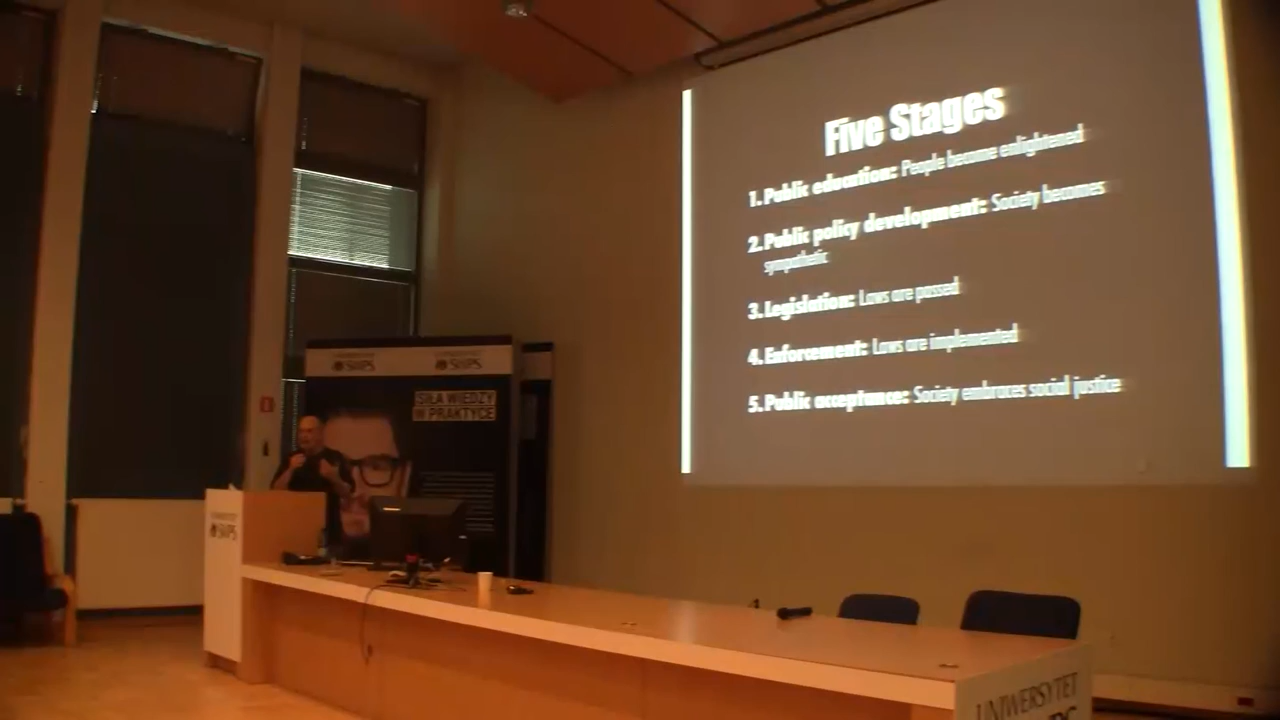 Five Stages
1. Public education: People become enlightened
2. Public policy development: Society becomes
sympathetic
3. Legislation: Laws are passed
4. Enforcement: Laws are implemented
5. Public acceptance: Society embraces social justice
SWPS
SWPS
SIŁA WIEDZY
W PRAKTYCE
SWPS
UNIWERSYTET